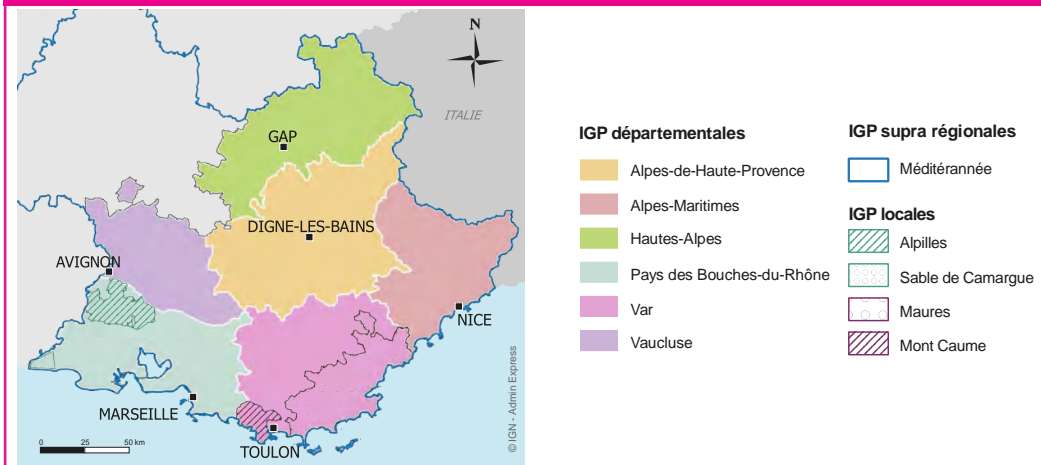 N
ITALIE
GAP
DIGNE-LES-BAINS
AVIGNON
NICE
MARSEILLE
TOULON
0 25 50 km
© IGN - Admin Express
IGP départementales
Alpes-de-Haute-Provence
Alpes-Maritimes
Hautes-Alpes
Pays des Bouches-du-Rhône
Var
Vaucluse
IGP supra régionales
Méditérannée
IGP locales
Alpilles
Sable de Camargue
Maures
Mont Caume